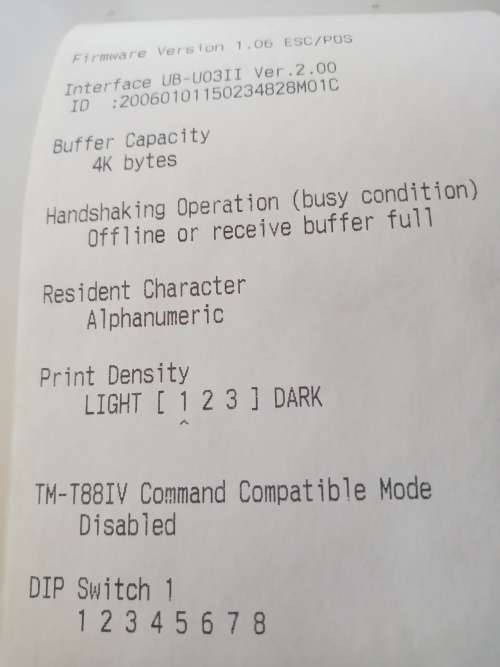 Firmware Version 1.06 ESC/POS
Interface UB-U03II Ver.2.00
ID :20060101150234828M01C
Buffer Capacity
4K bytes
Handshaking Operation (busy condition)
Offline or receive buffer full
Resident Character
Alphanumeric
Print Density
LIGHT [ 1 2 3 ] DARK
^
TM-T88IV Command Compatible Mode
Disabled
DIP Switch 1
1 2 3 4 5 6 7 8